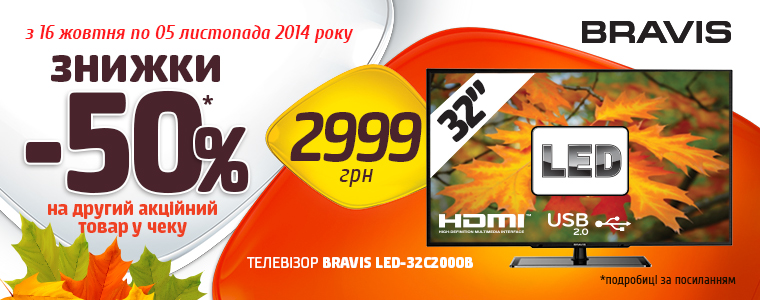 з 16 жовтня по 05 листопада 2014 року
ЗНИЖКИ
-50%*
на другий акційний
товар у чеку
2999
грн
BRAVIS
32"
LED
HDMI™
HIGH-DEFINITION MULTIMEDIA INTERFACE
USB
2.0
ТЕЛЕВІЗОР BRAVIS LED-32C2000B
*подробиці за посиланням